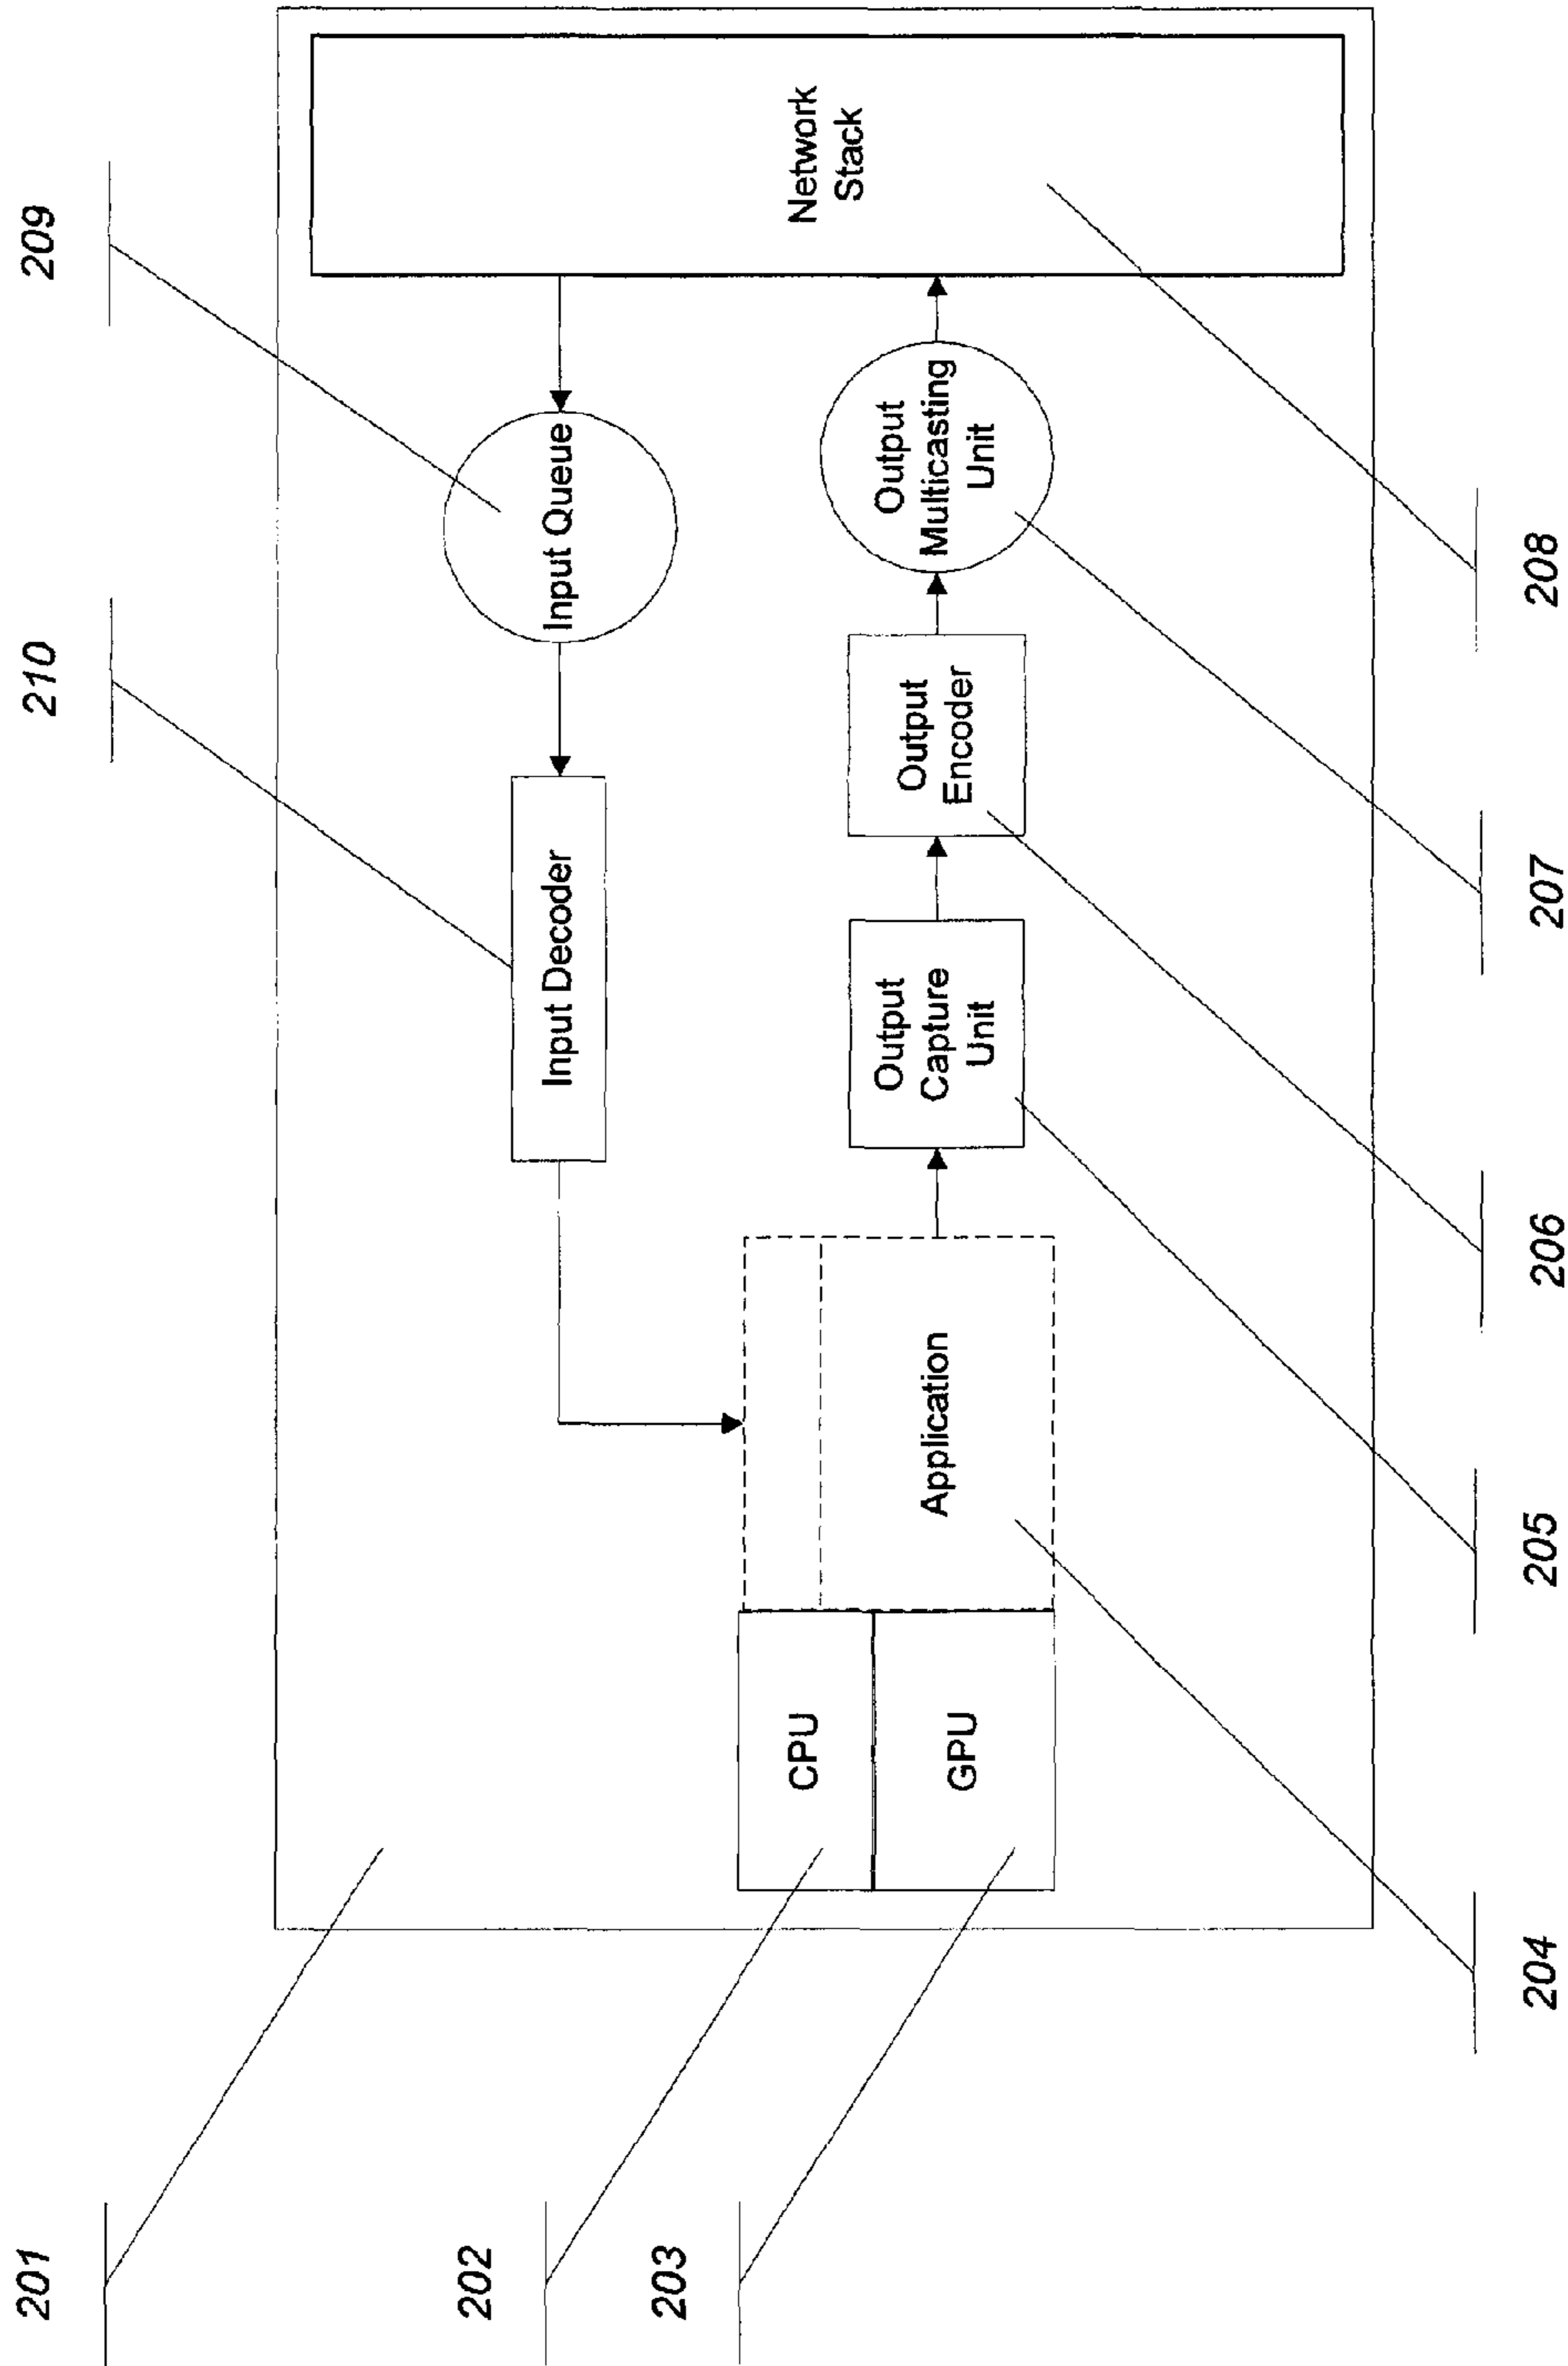 201
210
209
202
203
Input Decoder
Input Queue
CPU
GPU
Application
Output
Capture
Unit
Output
Encoder
Output
Multicasting
Unit
Network
Stack
204
205
206
207
208